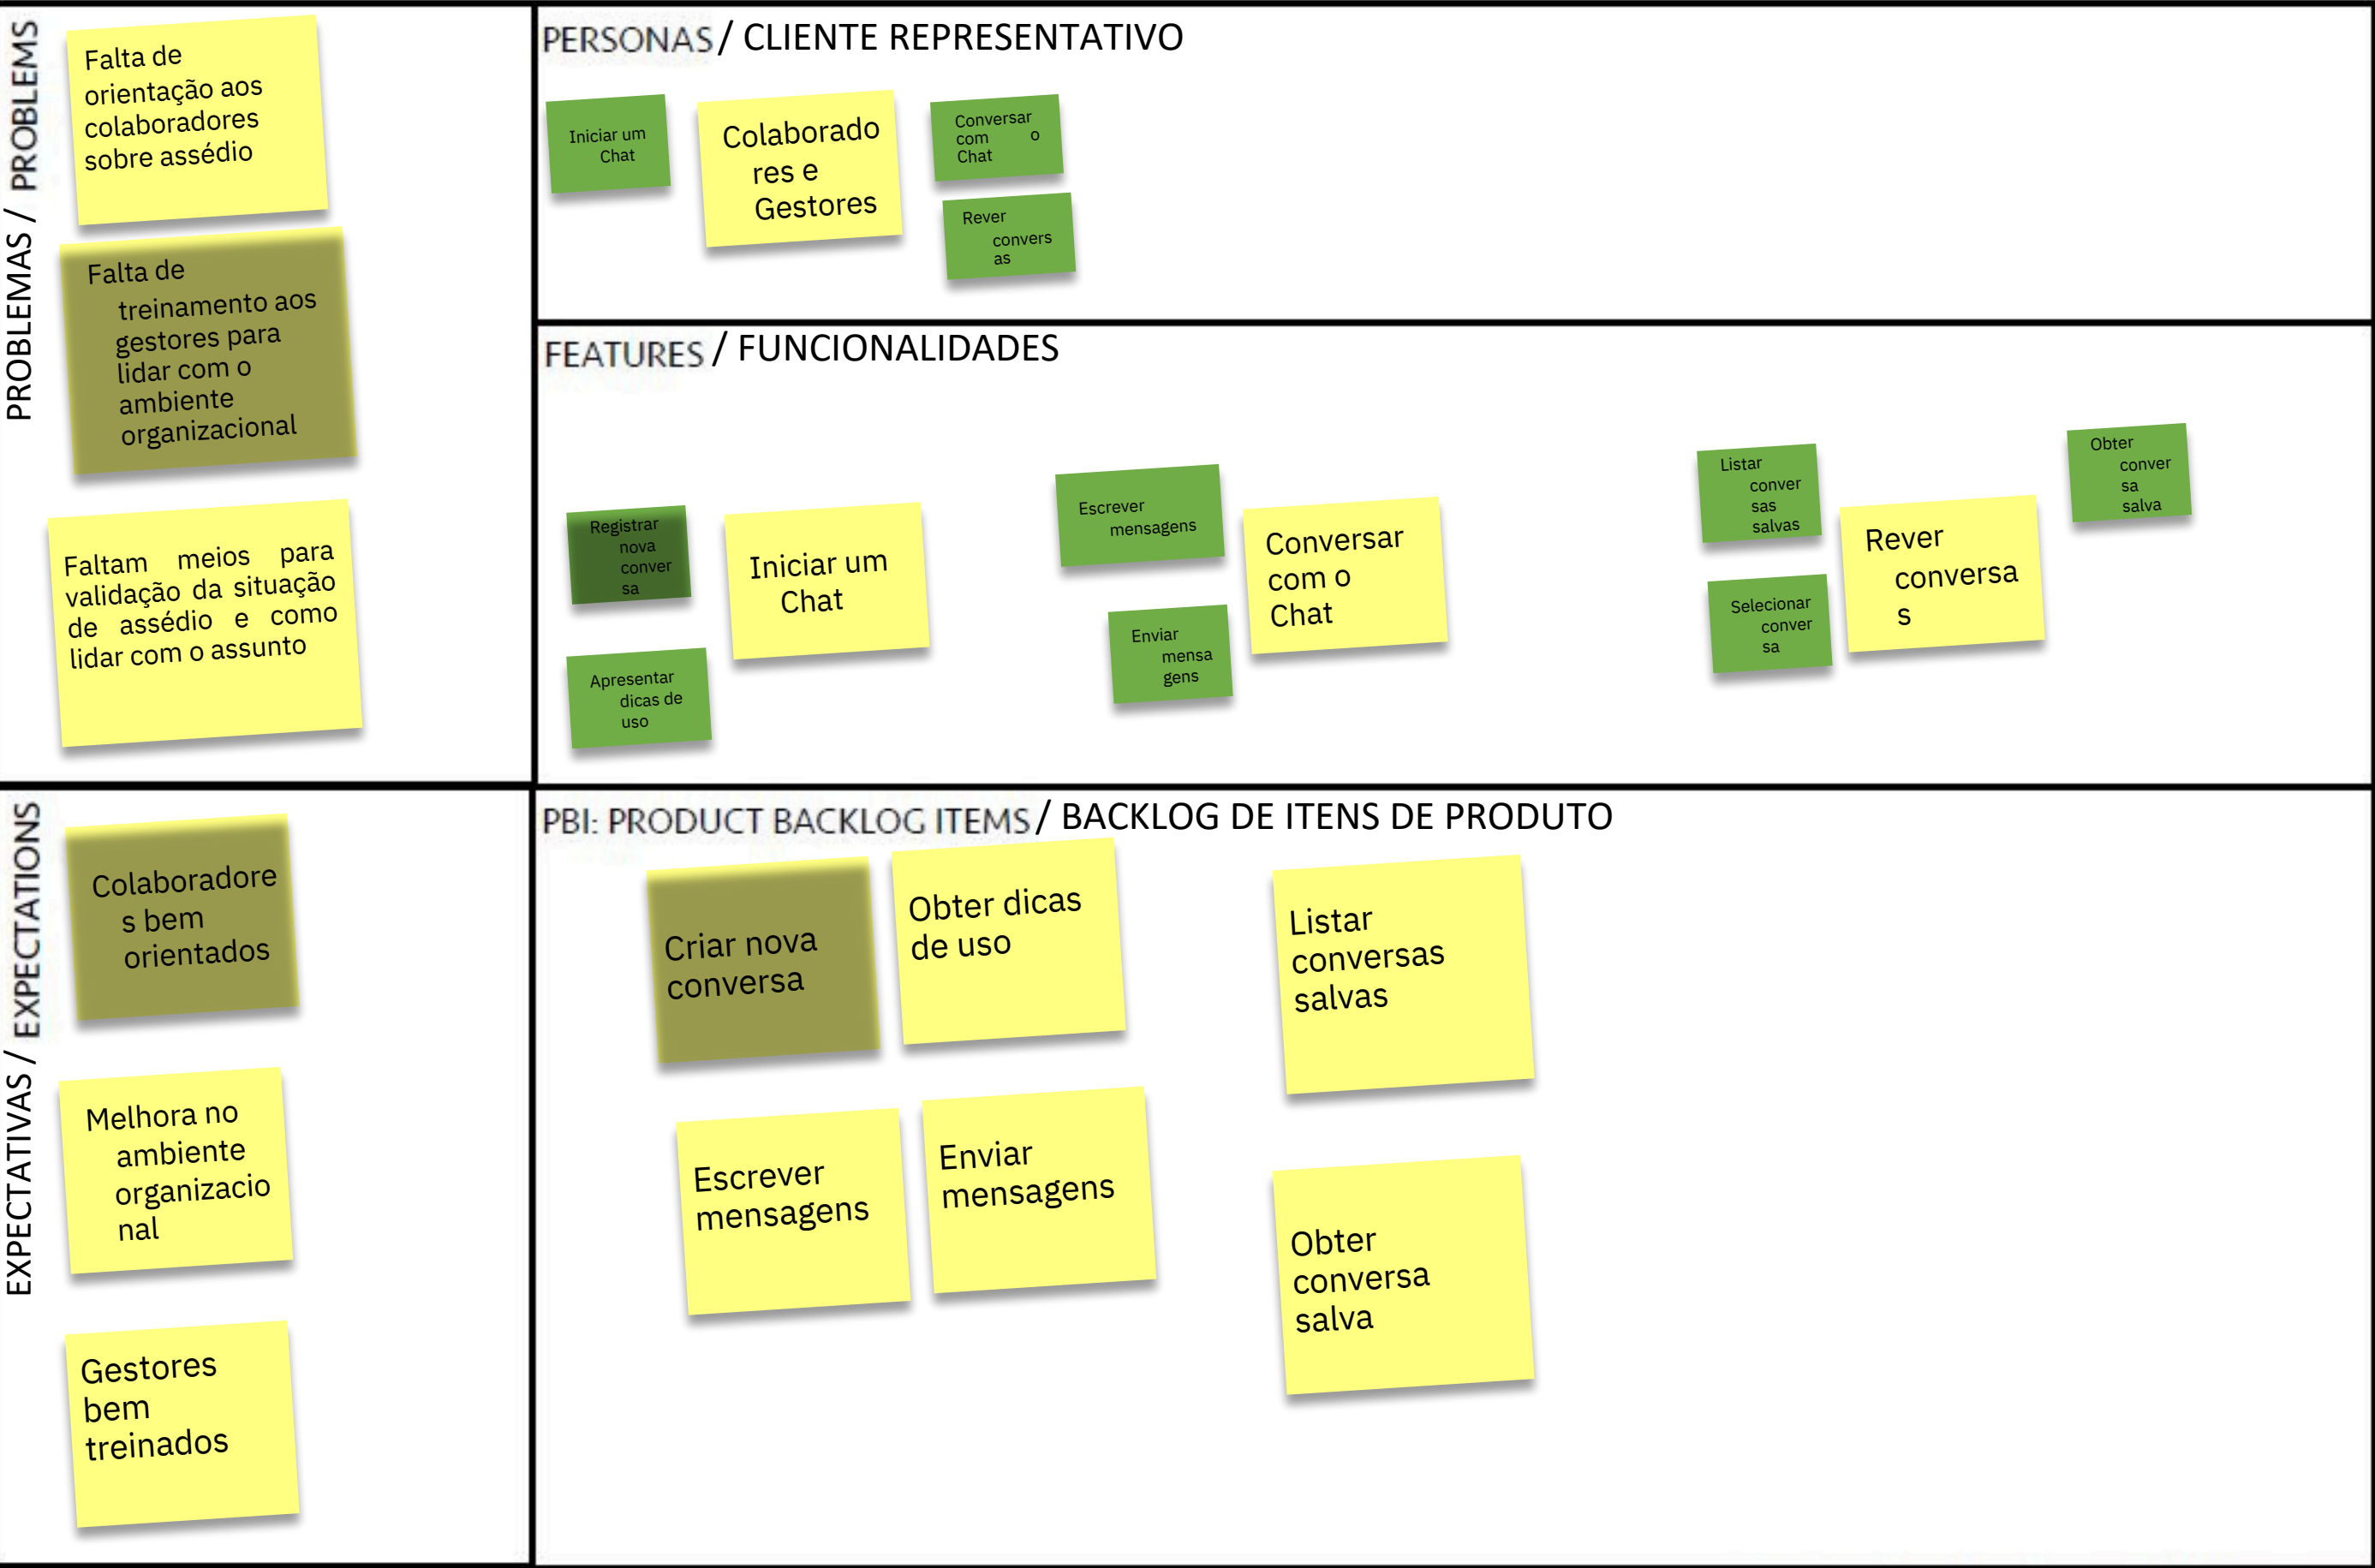 PROBLEMAS / PROBLEMS
Falta de
orientação aos
colaboradores
sobre assédio
Falta de
treinamento aos
gestores para
lidar com o
ambiente
organizacional
Faltam meios para
validação da situação
de assédio e como
lidar com o assunto
PERSONAS / CLIENTE REPRESENTATIVO
Iniciar um
Chat
Colaborado
res e
Gestores
Conversar
com o
Chat
Rever
convers
as
FEATURES / FUNCIONALIDADES
Registrar
nova
conver
sa
Apresentar
dicas de
uso
Iniciar um
Chat
Escrever
mensagens
Enviar
mensa
gens
Conversar
com o
Chat
Listar
conver
sas
salvas
Selecionar
conver
sa
Rever
conversa
s
Obter
conver
sa
salva
EXPECTATIVAS / EXPECTATIONS
Colaboradore
s bem
orientados
Melhora no
ambiente
organizacio
nal
Gestores
bem
treinados
PBI: PRODUCT BACKLOG ITEMS / BACKLOG DE ITENS DE PRODUTO
Criar nova
conversa
Obter dicas
de uso
Listar
conversas
salvas
Escrever
mensagens
Enviar
mensagens
Obter
conversa
salva